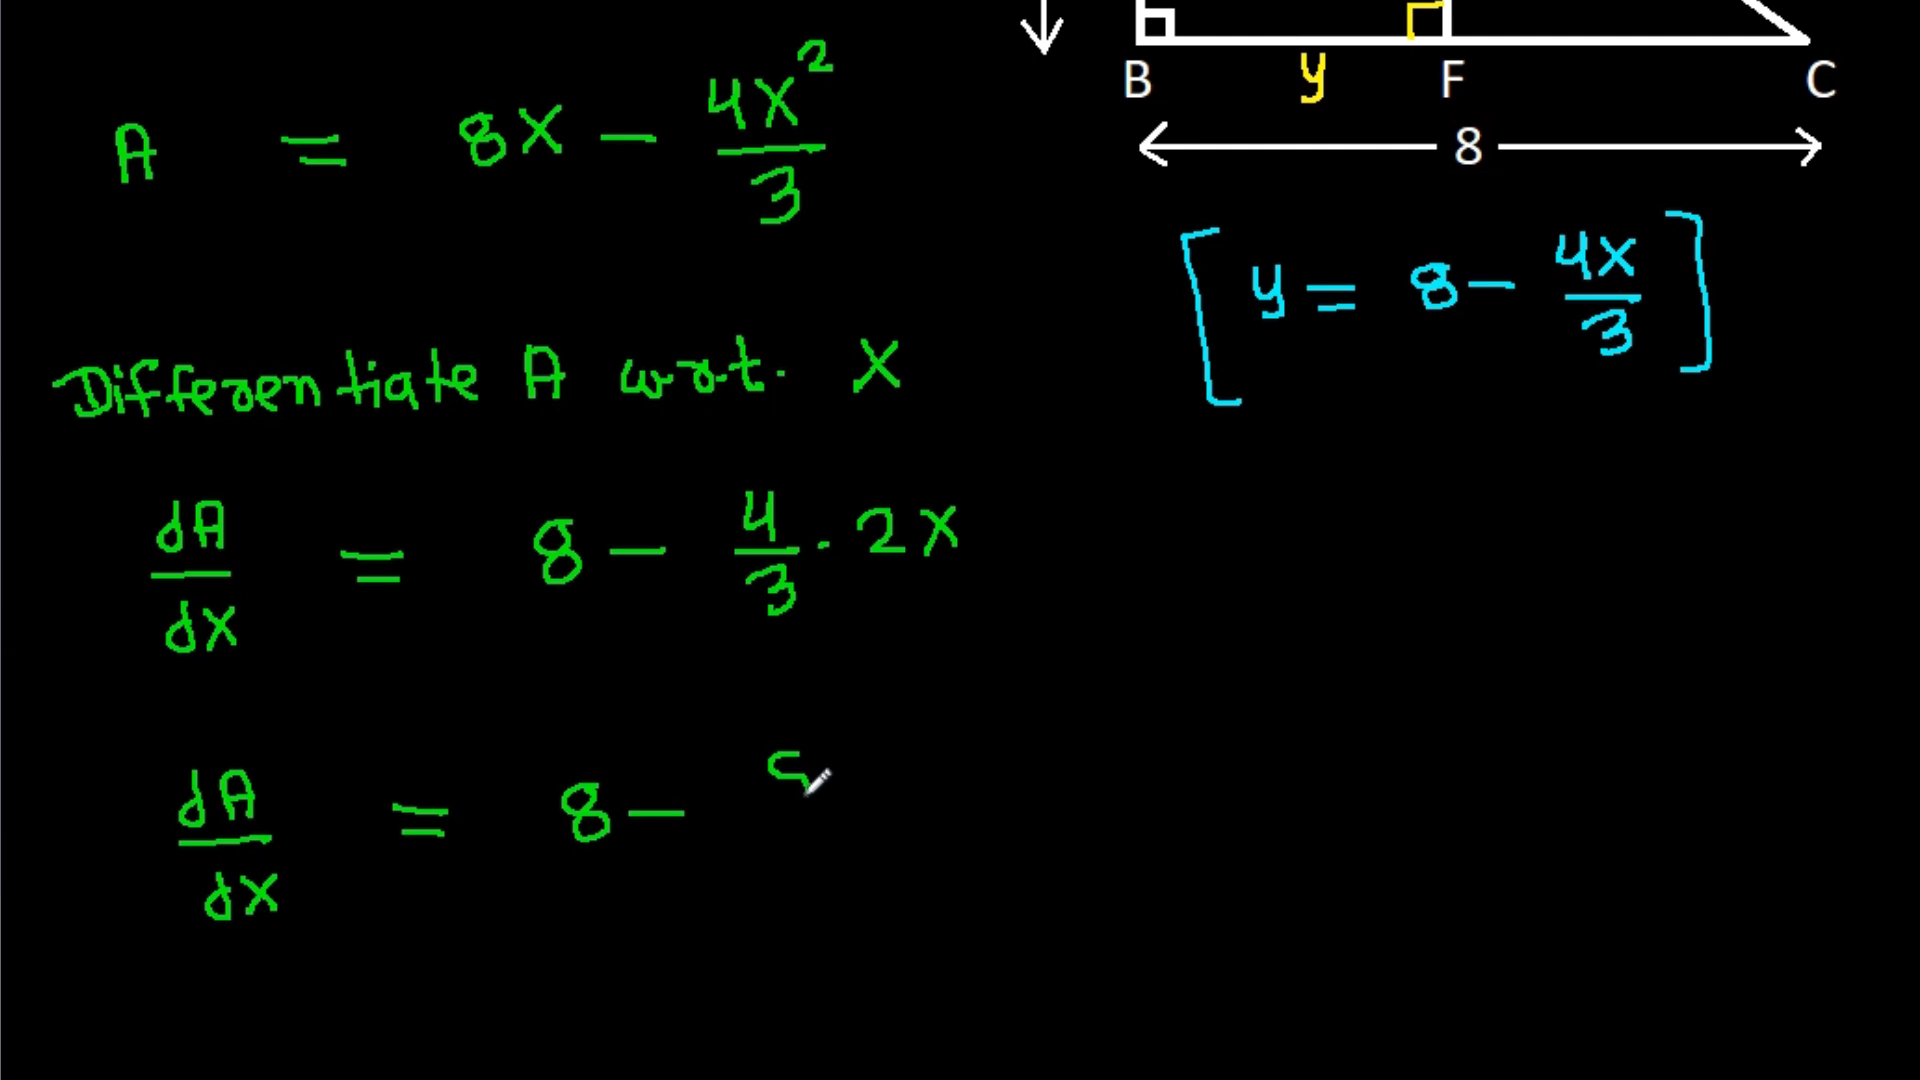 A = 8x - 4x²/3
B y F C
8
[ y = 8 - 4x/3 ]
Differentiate A w.r.t. x
dA/dx = 8 - 4/3 . 2x
dA/dx = 8 -